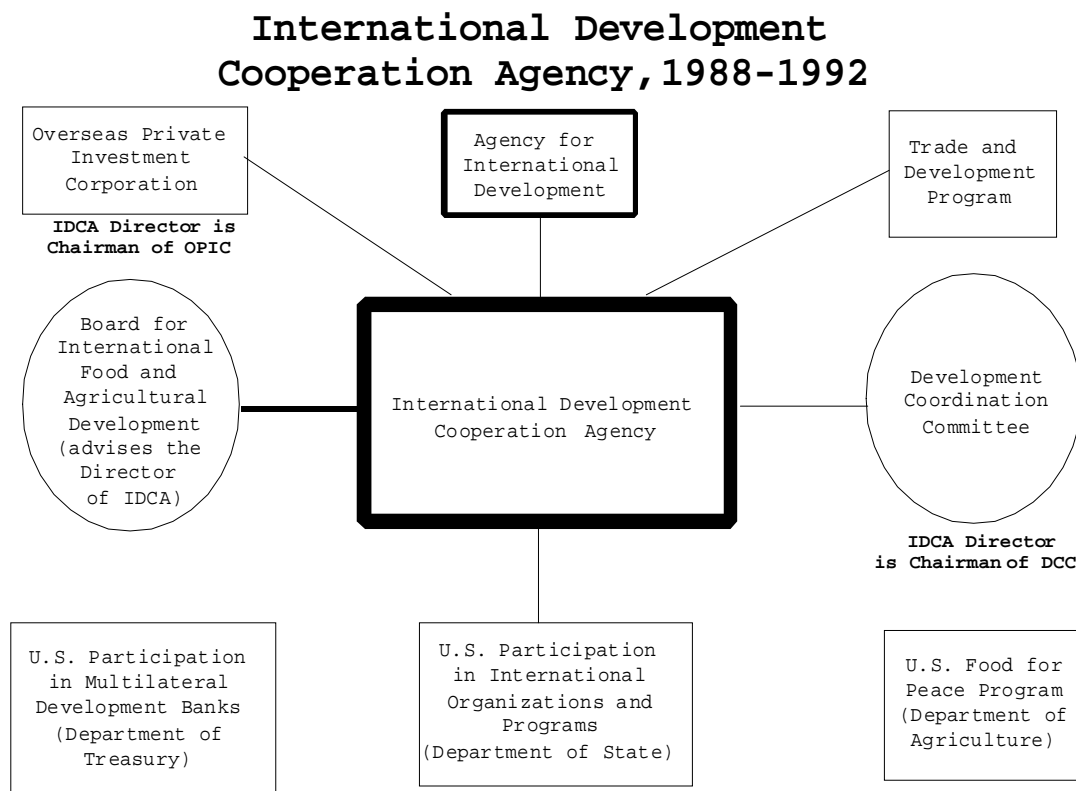 International Development
Cooperation Agency, 1988-1992
Overseas Private
Investment
Corporation
IDCA Director is
Chairman of OPIC
Agency for
International
Development
Trade and
Development
Program
Board for
International
Food and
Agricultural
Development
(advises the
Director
of IDCA)
International Development
Cooperation Agency
Development
Coordination
Committee
IDCA Director
is Chairman of DCC
U.S. Participation
in Multilateral
Development Banks
(Department of
Treasury)
U.S. Participation
in International
Organizations and
Programs
(Department of State)
U.S. Food for
Peace Program
(Department of
Agriculture)